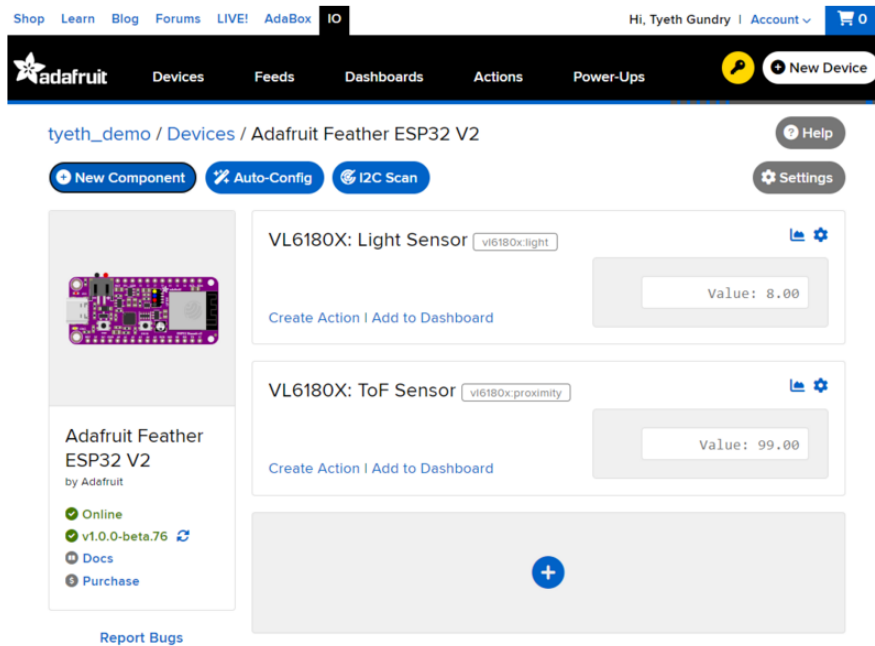 Shop Learn Blog Forums LIVE! AdaBox IO Hi, Tyeth Gundry | Account 0
adafruit Devices Feeds Dashboards Actions Power-Ups New Device
tyeth_demo / Devices / Adafruit Feather ESP32 V2 Help
New Component Auto-Config I2C Scan Settings
VL6180X: Light Sensor vl6180x:light
Value: 8.00
Create Action | Add to Dashboard
VL6180X: ToF Sensor vl6180x:proximity
Value: 99.00
Create Action | Add to Dashboard
Adafruit Feather
ESP32 V2
by Adafruit
Online
v1.0.0-beta.76
Docs
Purchase
Report Bugs